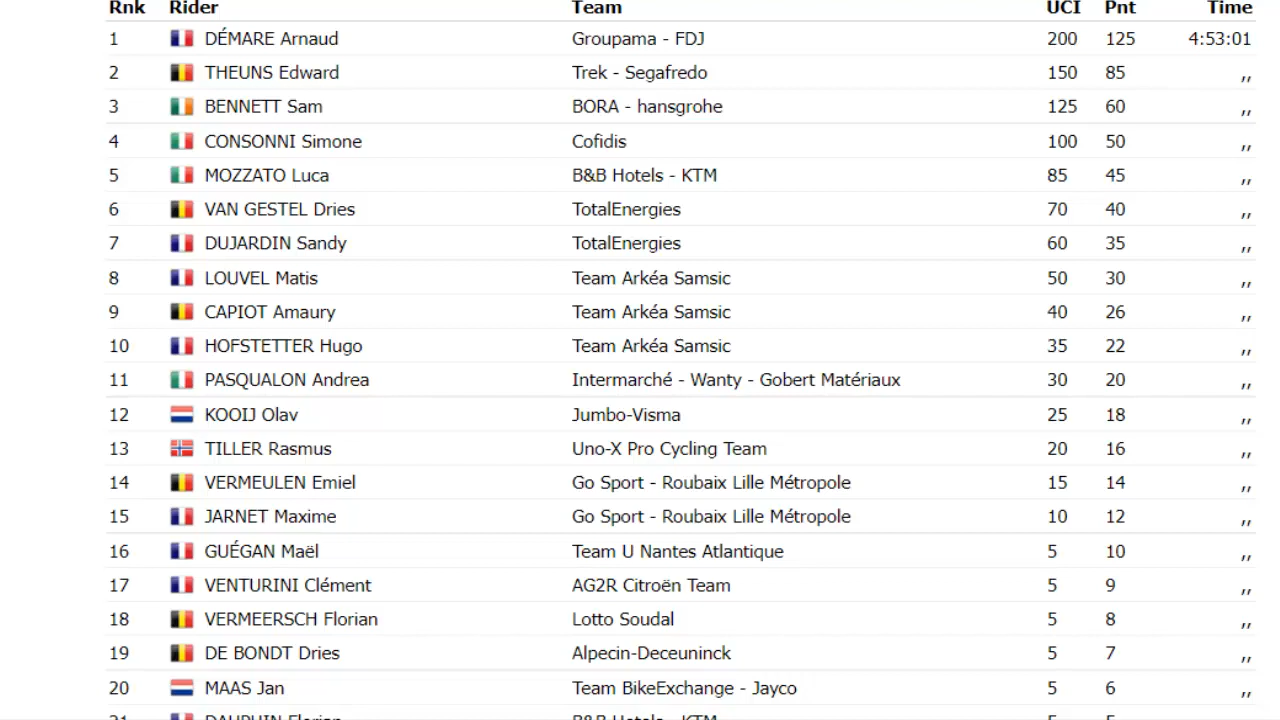 Rnk Rider Team UCI Pnt Time
1 DÉMARE Arnaud Groupama - FDJ 200 125 4:53:01
2 THEUNS Edward Trek - Segafredo 150 85 ,,
3 BENNETT Sam BORA - hansgrohe 125 60 ,,
4 CONSONNI Simone Cofidis 100 50 ,,
5 MOZZATO Luca B&B Hotels - KTM 85 45 ,,
6 VAN GESTEL Dries TotalEnergies 70 40 ,,
7 DUJARDIN Sandy TotalEnergies 60 35 ,,
8 LOUVEL Matis Team Arkéa Samsic 50 30 ,,
9 CAPIOT Amaury Team Arkéa Samsic 40 26 ,,
10 HOFSTETTER Hugo Team Arkéa Samsic 35 22 ,,
11 PASQUALON Andrea Intermarché - Wanty - Gobert Matériaux 30 20 ,,
12 KOOIJ Olav Jumbo-Visma 25 18 ,,
13 TILLER Rasmus Uno-X Pro Cycling Team 20 16 ,,
14 VERMEULEN Emiel Go Sport - Roubaix Lille Métropole 15 14 ,,
15 JARNET Maxime Go Sport - Roubaix Lille Métropole 10 12 ,,
16 GUÉGAN Maël Team U Nantes Atlantique 5 10 ,,
17 VENTURINI Clément AG2R Citroën Team 5 9 ,,
18 VERMEERSCH Florian Lotto Soudal 5 8 ,,
19 DE BONDT Dries Alpecin-Deceuninck 5 7 ,,
20 MAAS Jan Team BikeExchange - Jayco 5 6 ,,
21 DAUPHIN Florian B&B Hotels - KTM 5 5 ,,